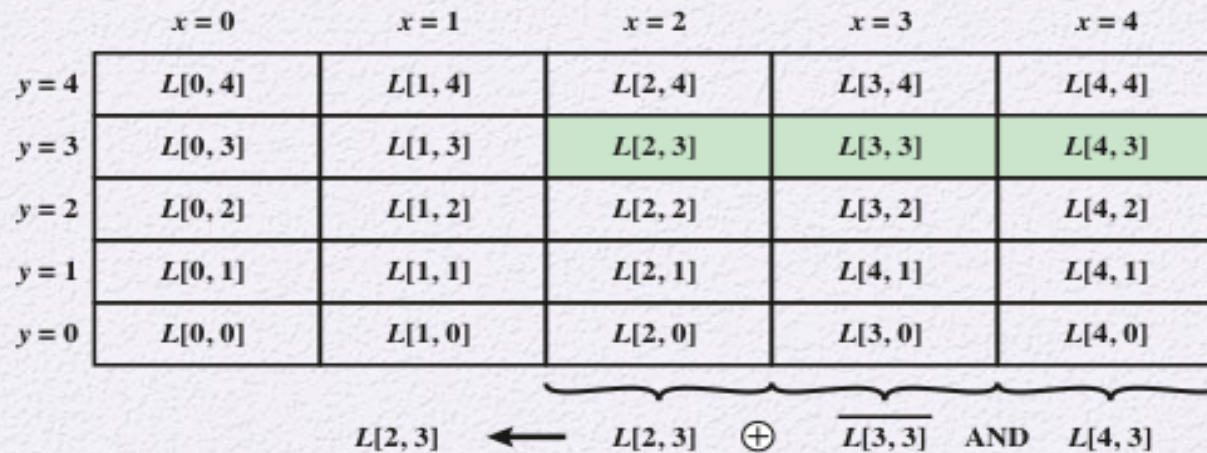 x = 0 x = 1 x = 2 x = 3 x = 4
y = 4 L[0, 4] L[1, 4] L[2, 4] L[3, 4] L[4, 4]
y = 3 L[0, 3] L[1, 3] L[2, 3] L[3, 3] L[4, 3]
y = 2 L[0, 2] L[1, 2] L[2, 2] L[3, 2] L[4, 2]
y = 1 L[0, 1] L[1, 1] L[2, 1] L[4, 1] L[4, 1]
y = 0 L[0, 0] L[1, 0] L[2, 0] L[3, 0] L[4, 0]
L[2, 3] ← L[2, 3] ⊕ L̅[̅3̅,̅ ̅3̅]̅ AND L[4, 3]